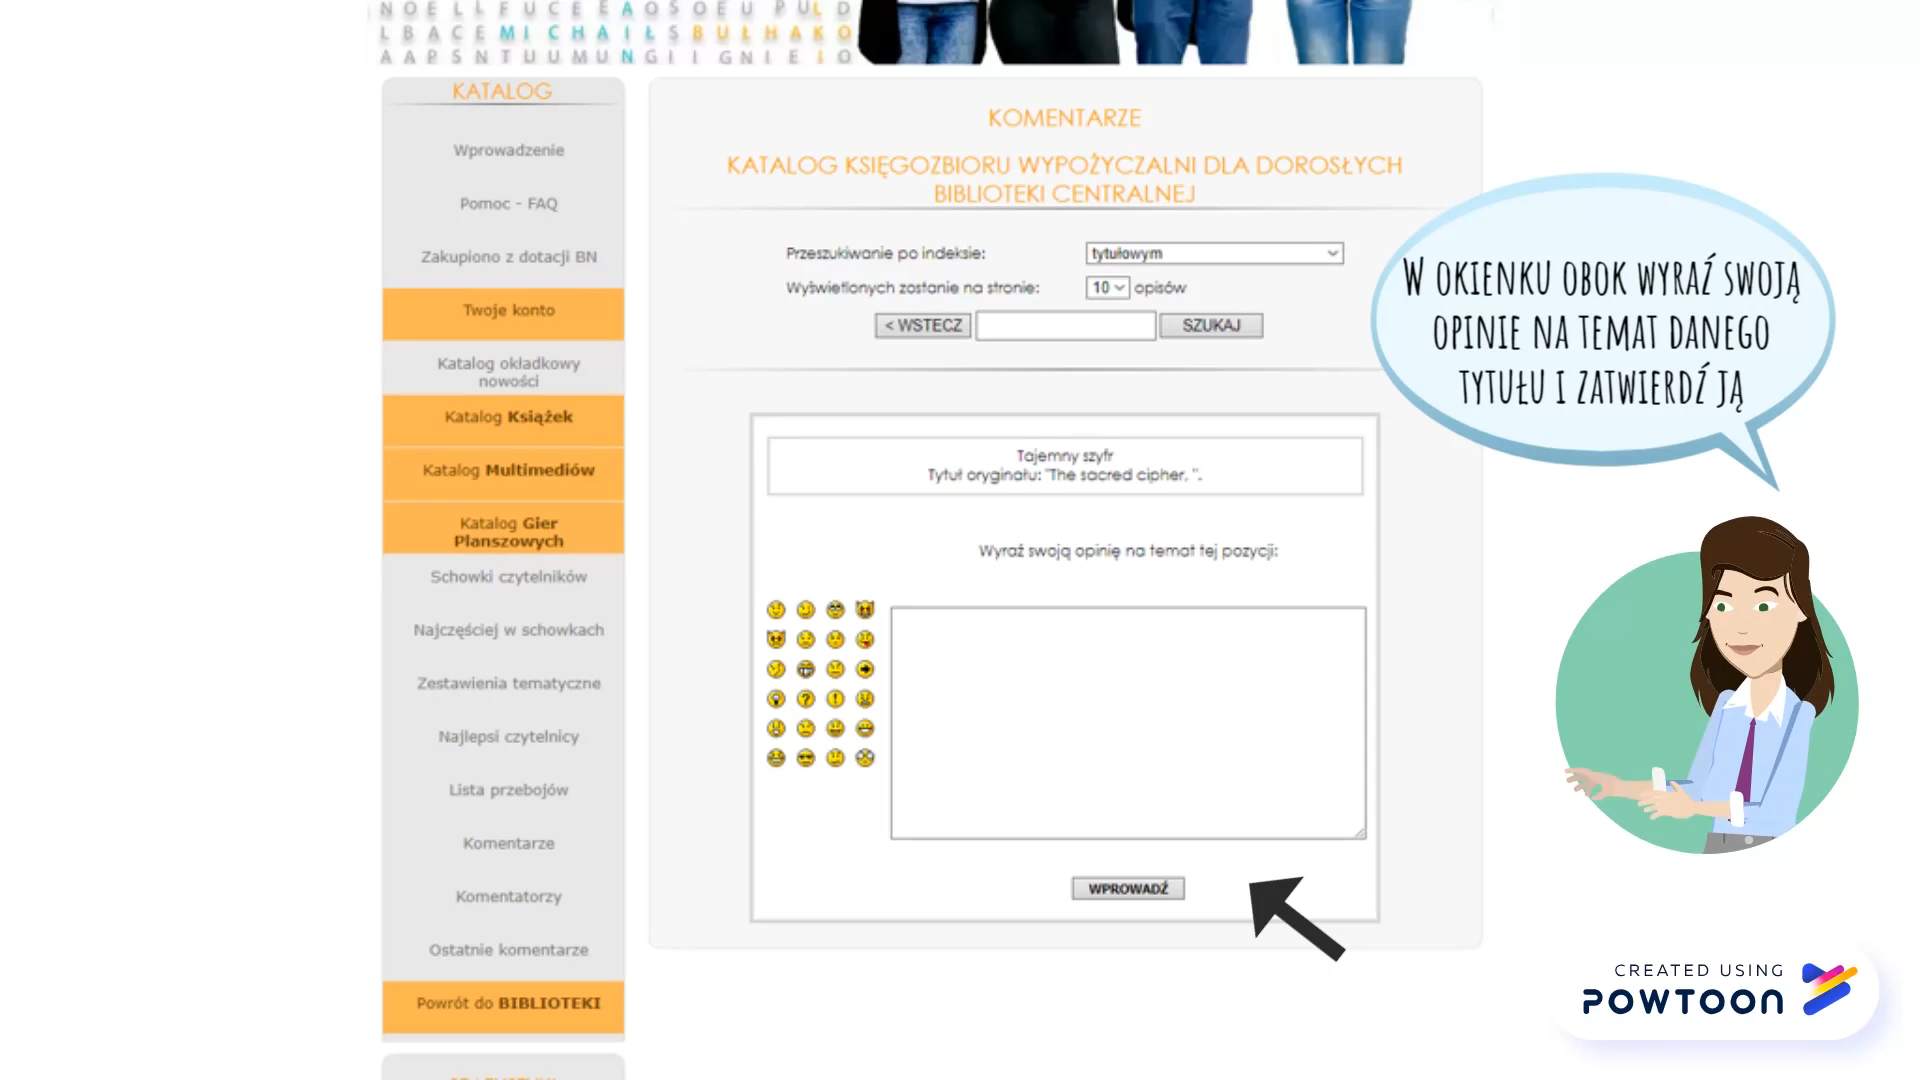 N O E L L F U C E E A O S O E U P U L D
L B A C E M I C H A I Ł S B U Ł H A K O
A A P S N T U U M U N G I I G N I E I O
KATALOG
Wprowadzenie
Pomoc - FAQ
Zakupiono z dotacji BN
Twoje konto
Katalog okładkowy
nowości
Katalog Książek
Katalog Multimediów
Katalog Gier
Planszowych
Schowki czytelników
Najczęściej w schowkach
Zestawienia tematyczne
Najlepsi czytelnicy
Lista przebojów
Komentarze
Komentatorzy
Ostatnie komentarze
Powrót do BIBLIOTEKI
KOMENTARZE
KATALOG KSIĘGOZBIORU WYPOŻYCZALNI DLA DOROSŁYCH
BIBLIOTEKI CENTRALNEJ
Przeszukiwanie po indeksie: tytułowym
Wyświetlonych zostanie na stronie: 10 opisów
< WSTECZ SZUKAJ
Tajemny szyfr
Tytuł oryginału: "The sacred cipher, ".
Wyraź swoją opinię na temat tej pozycji:
WPROWADŹ
W OKIENKU OBOK WYRAŹ SWOJĄ
OPINIE NA TEMAT DANEGO
TYTUŁU I ZATWIERDŹ JĄ
CREATED USING
POWTOON